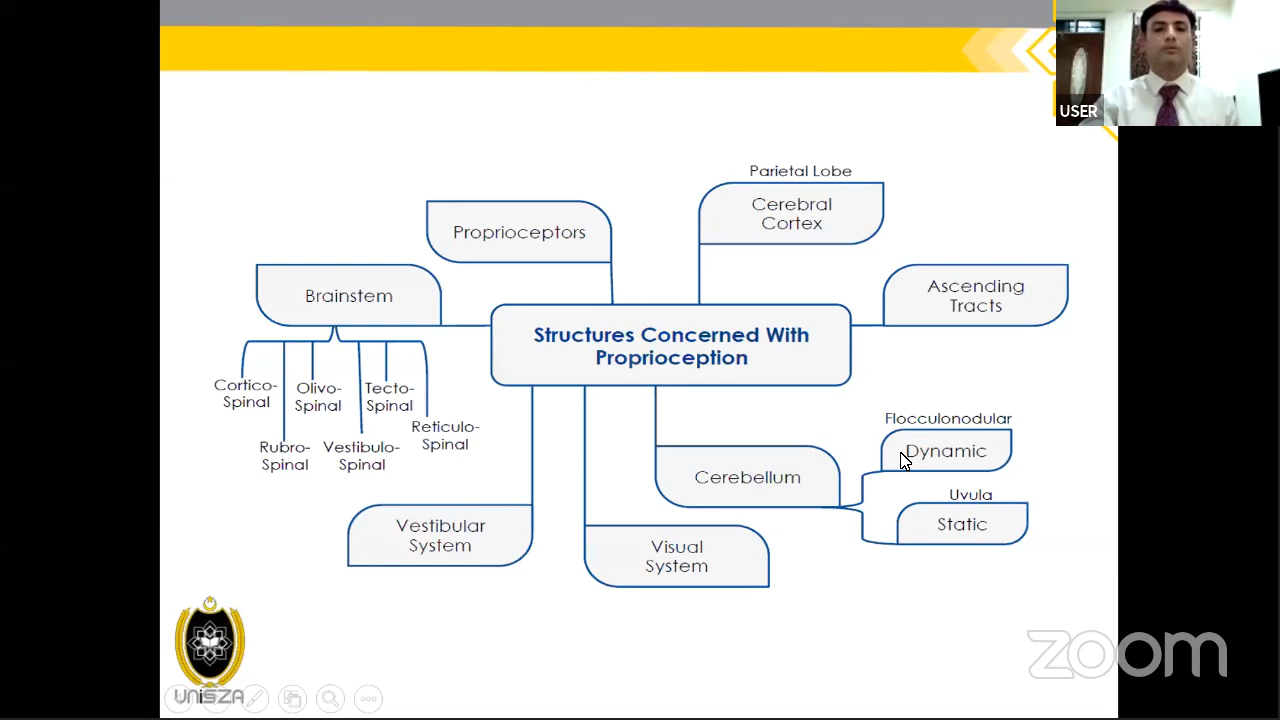 USER
Parietal Lobe
Cerebral
Cortex
Proprioceptors
Brainstem
Ascending
Tracts
Structures Concerned With
Proprioception
Cortico-
Spinal
Olivo-
Spinal
Tecto-
Spinal
Rubro-
Spinal
Vestibulo-
Spinal
Reticulo-
Spinal
Flocculonodular
Dynamic
Cerebellum
Uvula
Static
Vestibular
System
Visual
System
UNiSZA
zoom